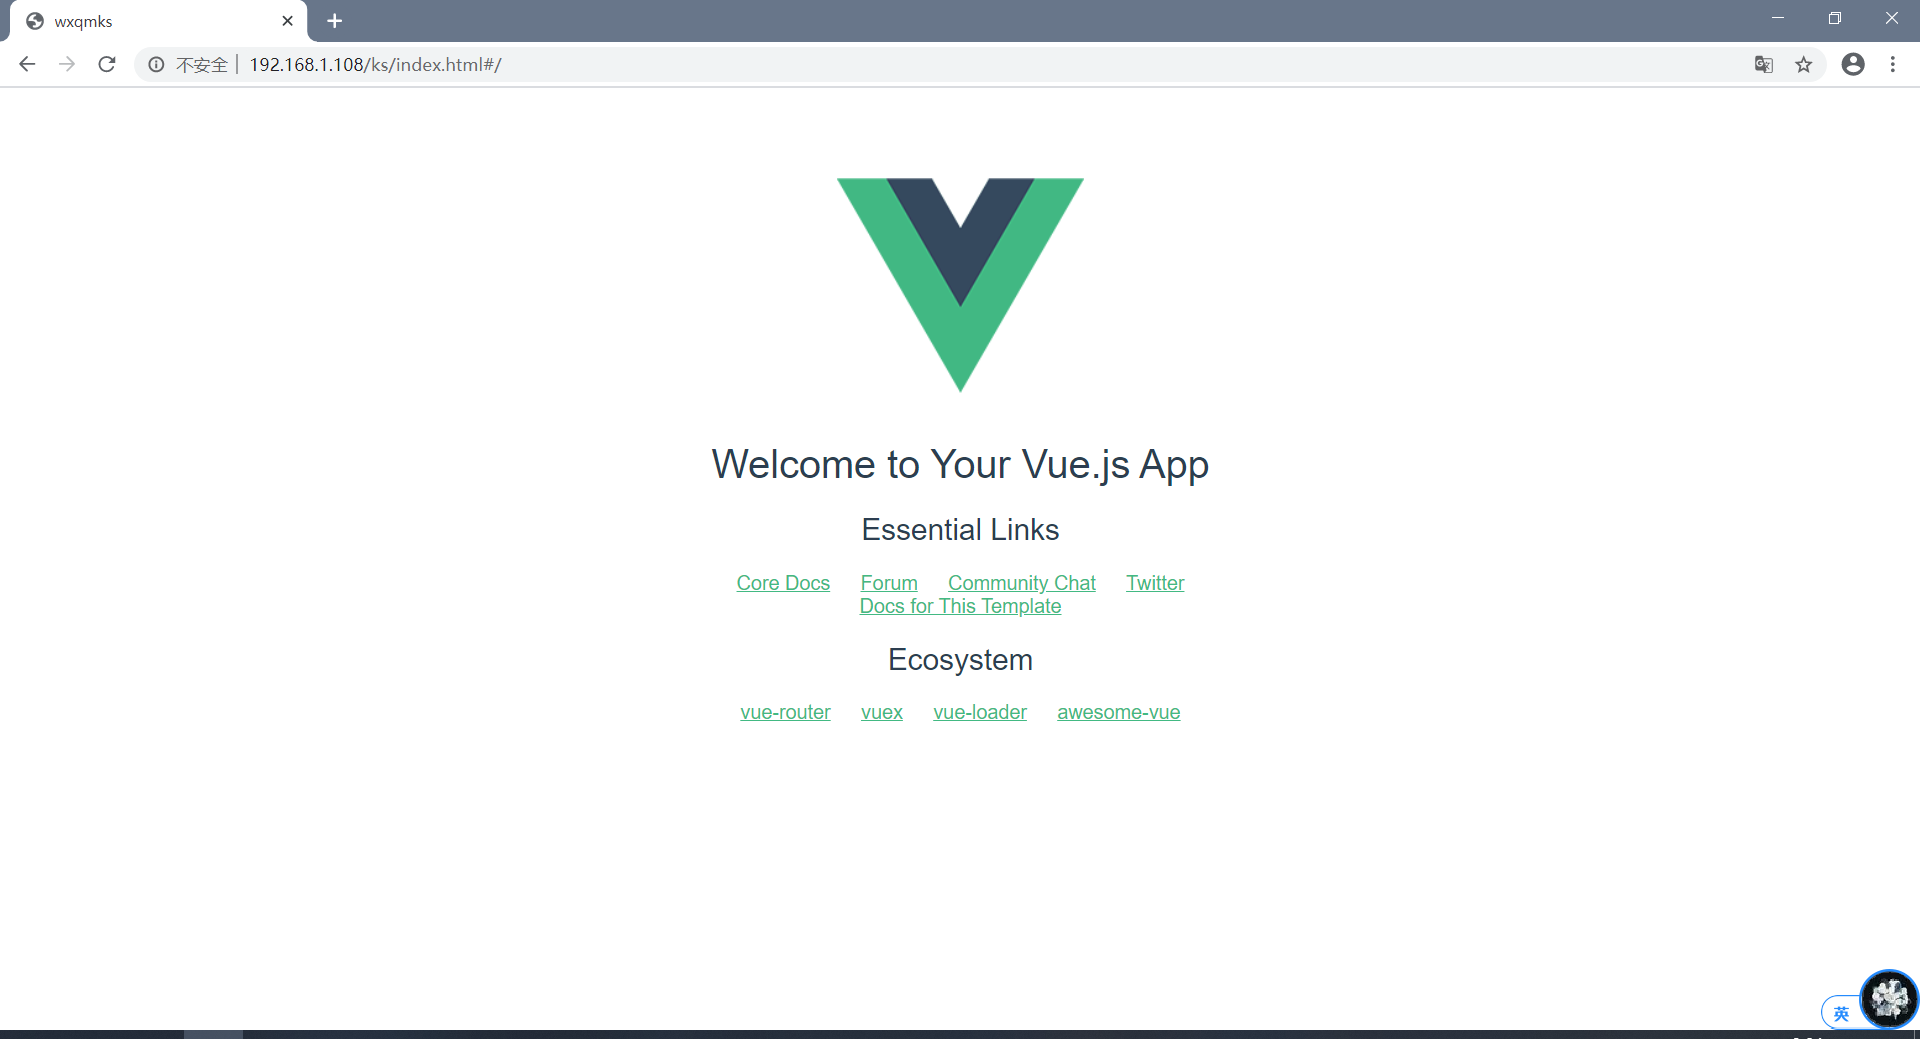 wxqmks
不安全 192.168.1.108/ks/index.html#/
Welcome to Your Vue.js App
Essential Links
Core Docs Forum Community Chat Twitter
Docs for This Template
Ecosystem
vue-router vuex vue-loader awesome-vue
英